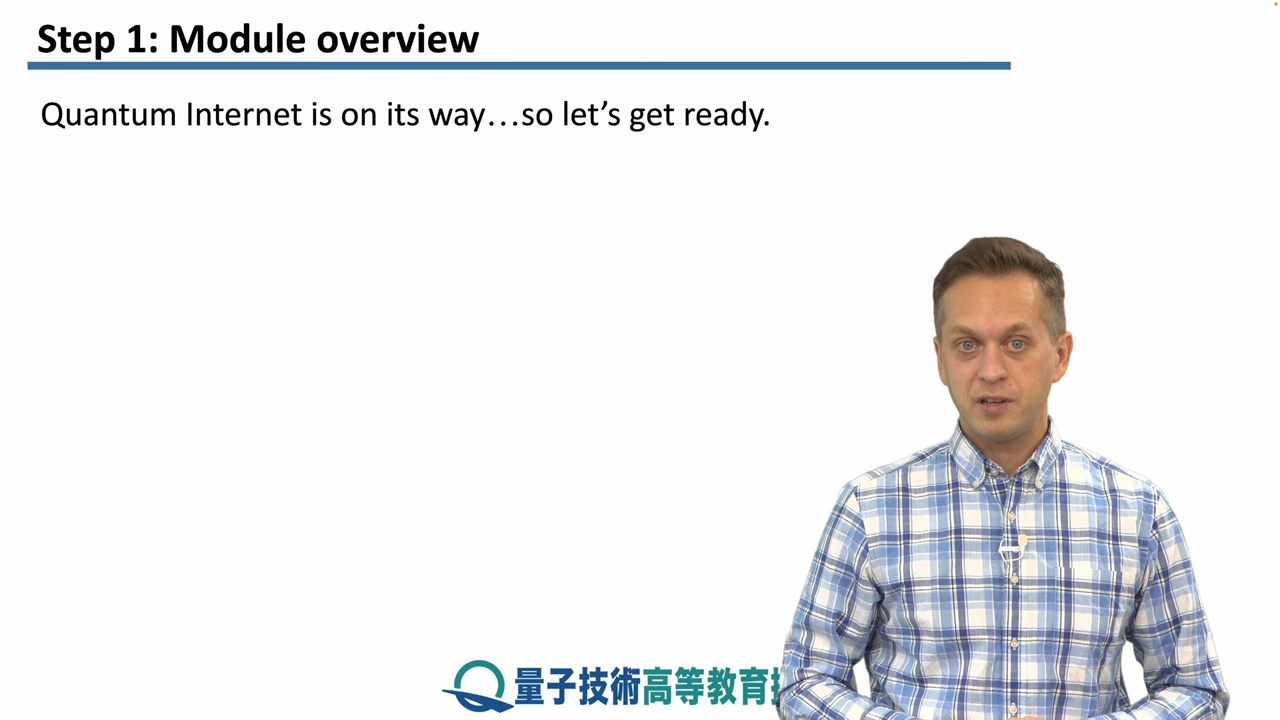 Step 1: Module overview
Quantum Internet is on its way…so let’s get ready.
量子技術高等教育